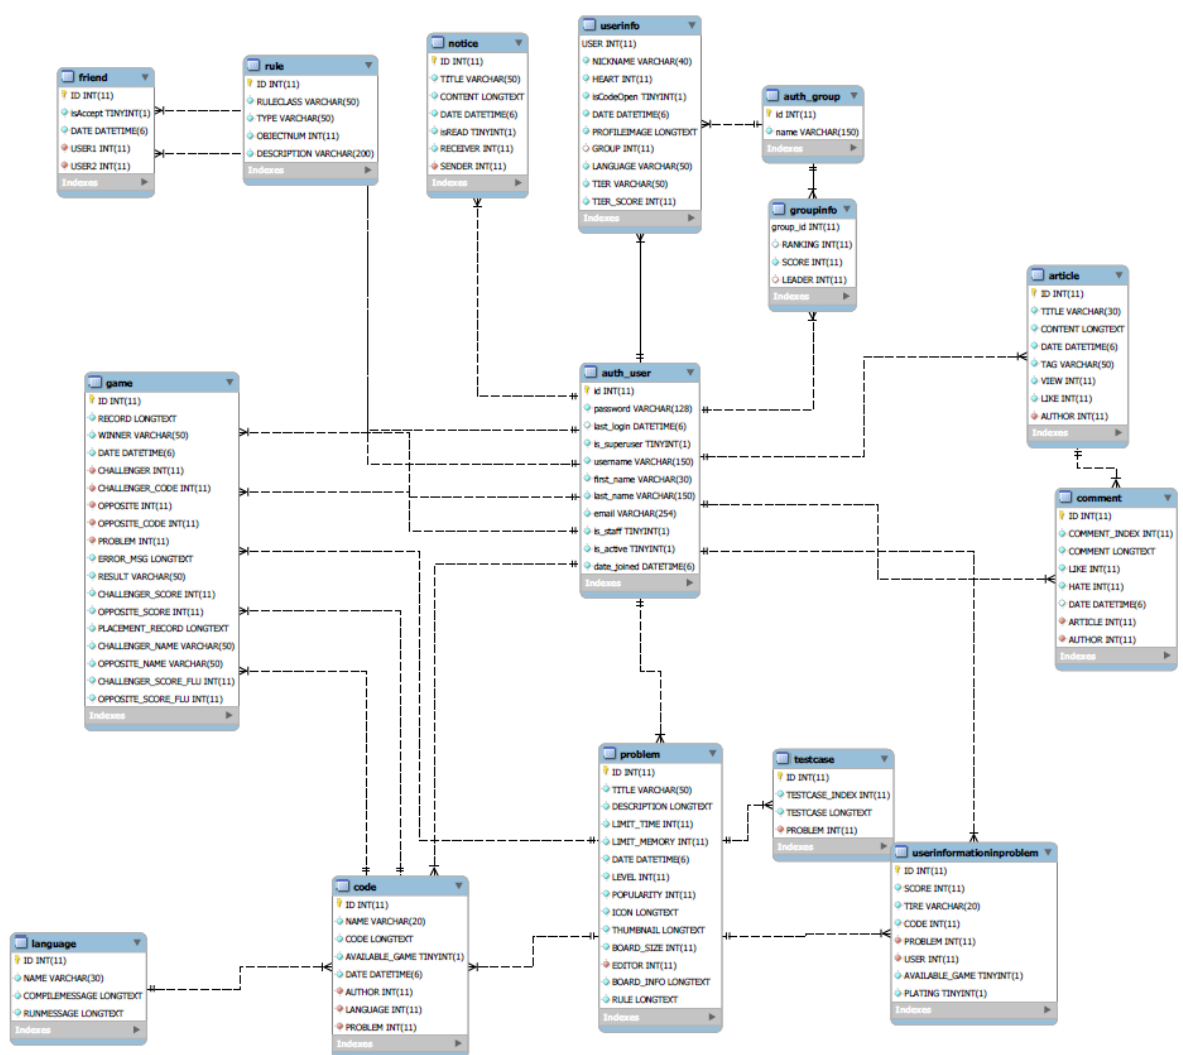 friend
ID INT(11)
isAccept TINYINT(1)
DATE DATETIME(6)
USER1 INT(11)
USER2 INT(11)
Indexes
rule
ID INT(11)
RULECLASS VARCHAR(50)
TYPE VARCHAR(50)
OBJECTNUM INT(11)
DESCRIPTION VARCHAR(200)
Indexes
notice
ID INT(11)
TITLE VARCHAR(50)
CONTENT LONGTEXT
DATE DATETIME(6)
isREAD TINYINT(1)
RECEIVER INT(11)
SENDER INT(11)
Indexes
userinfo
USER INT(11)
NICKNAME VARCHAR(40)
HEART INT(11)
isCodeOpen TINYINT(1)
DATE DATETIME(6)
PROFILEIMAGE LONGTEXT
GROUP INT(11)
LANGUAGE VARCHAR(50)
TIER VARCHAR(50)
TIER_SCORE INT(11)
Indexes
auth_group
id INT(11)
name VARCHAR(150)
Indexes
groupinfo
group_id INT(11)
RANKING INT(11)
SCORE INT(11)
LEADER INT(11)
Indexes
article
ID INT(11)
TITLE VARCHAR(30)
CONTENT LONGTEXT
DATE DATETIME(6)
TAG VARCHAR(50)
VIEW INT(11)
LIKE INT(11)
AUTHOR INT(11)
Indexes
game
ID INT(11)
RECORD LONGTEXT
WINNER VARCHAR(50)
DATE DATETIME(6)
CHALLENGER INT(11)
CHALLENGER_CODE INT(11)
OPPOSITE INT(11)
OPPOSITE_CODE INT(11)
PROBLEM INT(11)
ERROR_MSG LONGTEXT
RESULT VARCHAR(50)
CHALLENGER_SCORE INT(11)
OPPOSITE_SCORE INT(11)
PLACEMENT_RECORD LONGTEXT
CHALLENGER_NAME VARCHAR(50)
OPPOSITE_NAME VARCHAR(50)
CHALLENGER_SCORE_FLU INT(11)
OPPOSITE_SCORE_FLU INT(11)
Indexes
auth_user
id INT(11)
password VARCHAR(128)
last_login DATETIME(6)
is_superuser TINYINT(1)
username VARCHAR(150)
first_name VARCHAR(30)
last_name VARCHAR(150)
email VARCHAR(254)
is_staff TINYINT(1)
is_active TINYINT(1)
date_joined DATETIME(6)
Indexes
comment
ID INT(11)
COMMENT_INDEX INT(11)
COMMENT LONGTEXT
LIKE INT(11)
HATE INT(11)
DATE DATETIME(6)
ARTICLE INT(11)
AUTHOR INT(11)
Indexes
problem
ID INT(11)
TITLE VARCHAR(50)
DESCRIPTION LONGTEXT
LIMIT_TIME INT(11)
LIMIT_MEMORY INT(11)
DATE DATETIME(6)
LEVEL INT(11)
POPULARITY INT(11)
ICON LONGTEXT
THUMBNAIL LONGTEXT
BOARD_SIZE INT(11)
EDITOR INT(11)
BOARD_INFO LONGTEXT
RULE LONGTEXT
Indexes
testcase
ID INT(11)
TESTCASE_INDEX INT(11)
TESTCASE LONGTEXT
PROBLEM INT(11)
Indexes
userinformationinproblem
ID INT(11)
SCORE INT(11)
TIRE VARCHAR(20)
CODE INT(11)
PROBLEM INT(11)
USER INT(11)
AVAILABLE_GAME TINYINT(1)
PLATING TINYINT(1)
Indexes
code
ID INT(11)
NAME VARCHAR(20)
CODE LONGTEXT
AVAILABLE_GAME TINYINT(1)
DATE DATETIME(6)
AUTHOR INT(11)
LANGUAGE INT(11)
PROBLEM INT(11)
Indexes
language
ID INT(11)
NAME VARCHAR(30)
COMPILEMESSAGE LONGTEXT
RUNMESSAGE LONGTEXT
Indexes